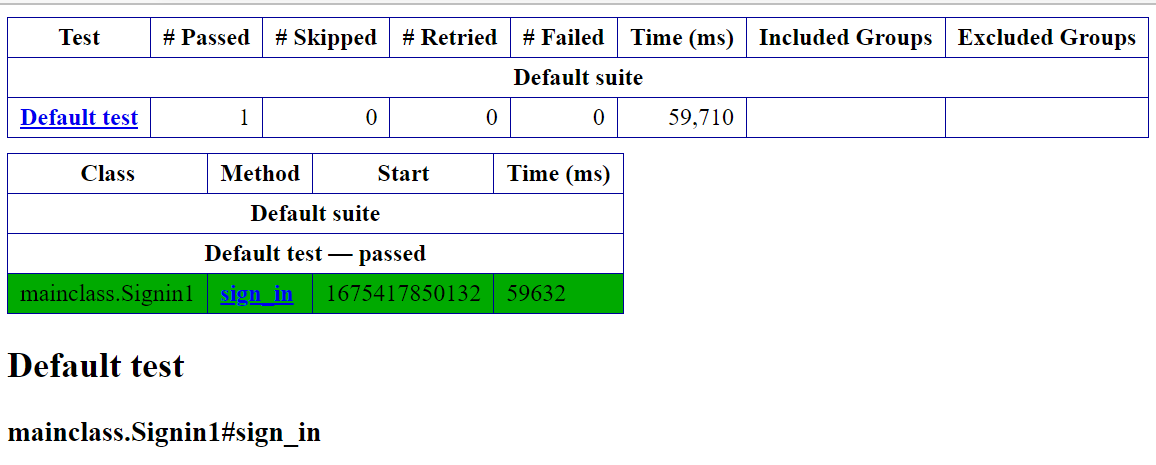 Test # Passed # Skipped # Retried # Failed Time (ms) Included Groups Excluded Groups
Default suite
Default test 1 0 0 0 59,710
Class Method Start Time (ms)
Default suite
Default test — passed
mainclass.Signin1 sign_in 1675417850132 59632
Default test
mainclass.Signin1#sign_in